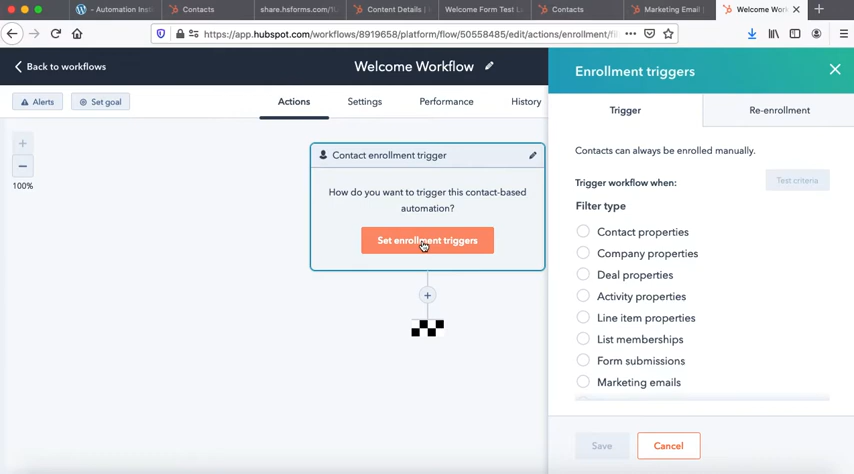 - Automation Inst
Contacts
share.hsforms.com/1
Content Details |
Welcome Form Test L
Contacts
Marketing Email |
Welcome Wor
https://app.hubspot.com/workflows/8919658/platform/flow/50558485/edit/actions/enrollment/fil
Back to workflows
Welcome Workflow
Enrollment triggers
Alerts
Set goal
Actions
Settings
Performance
History
Trigger
Re-enrollment
100%
Contact enrollment trigger
How do you want to trigger this contact-based
automation?
Set enrollment triggers
Contacts can always be enrolled manually.
Trigger workflow when:
Test criteria
Filter type
Contact properties
Company properties
Deal properties
Activity properties
Line item properties
List memberships
Form submissions
Marketing emails
Save
Cancel